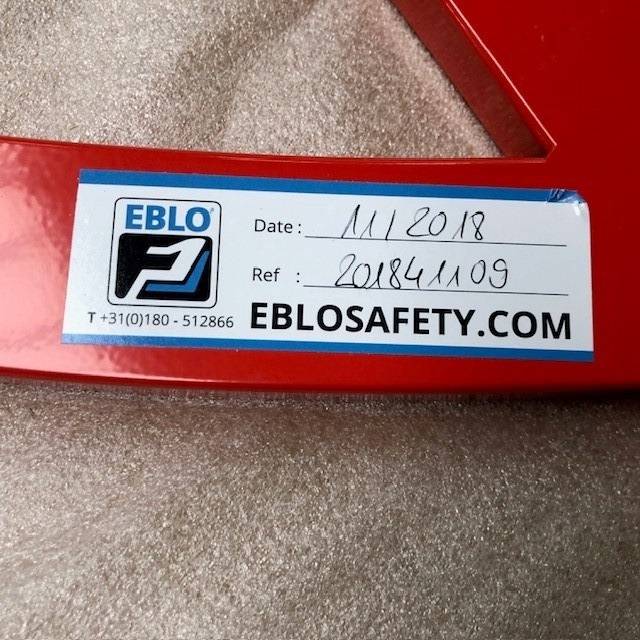 EBLO
Date : 11/2018
Ref : 201841109
T +31(0)180 - 512866
EBLOSAFETY.COM